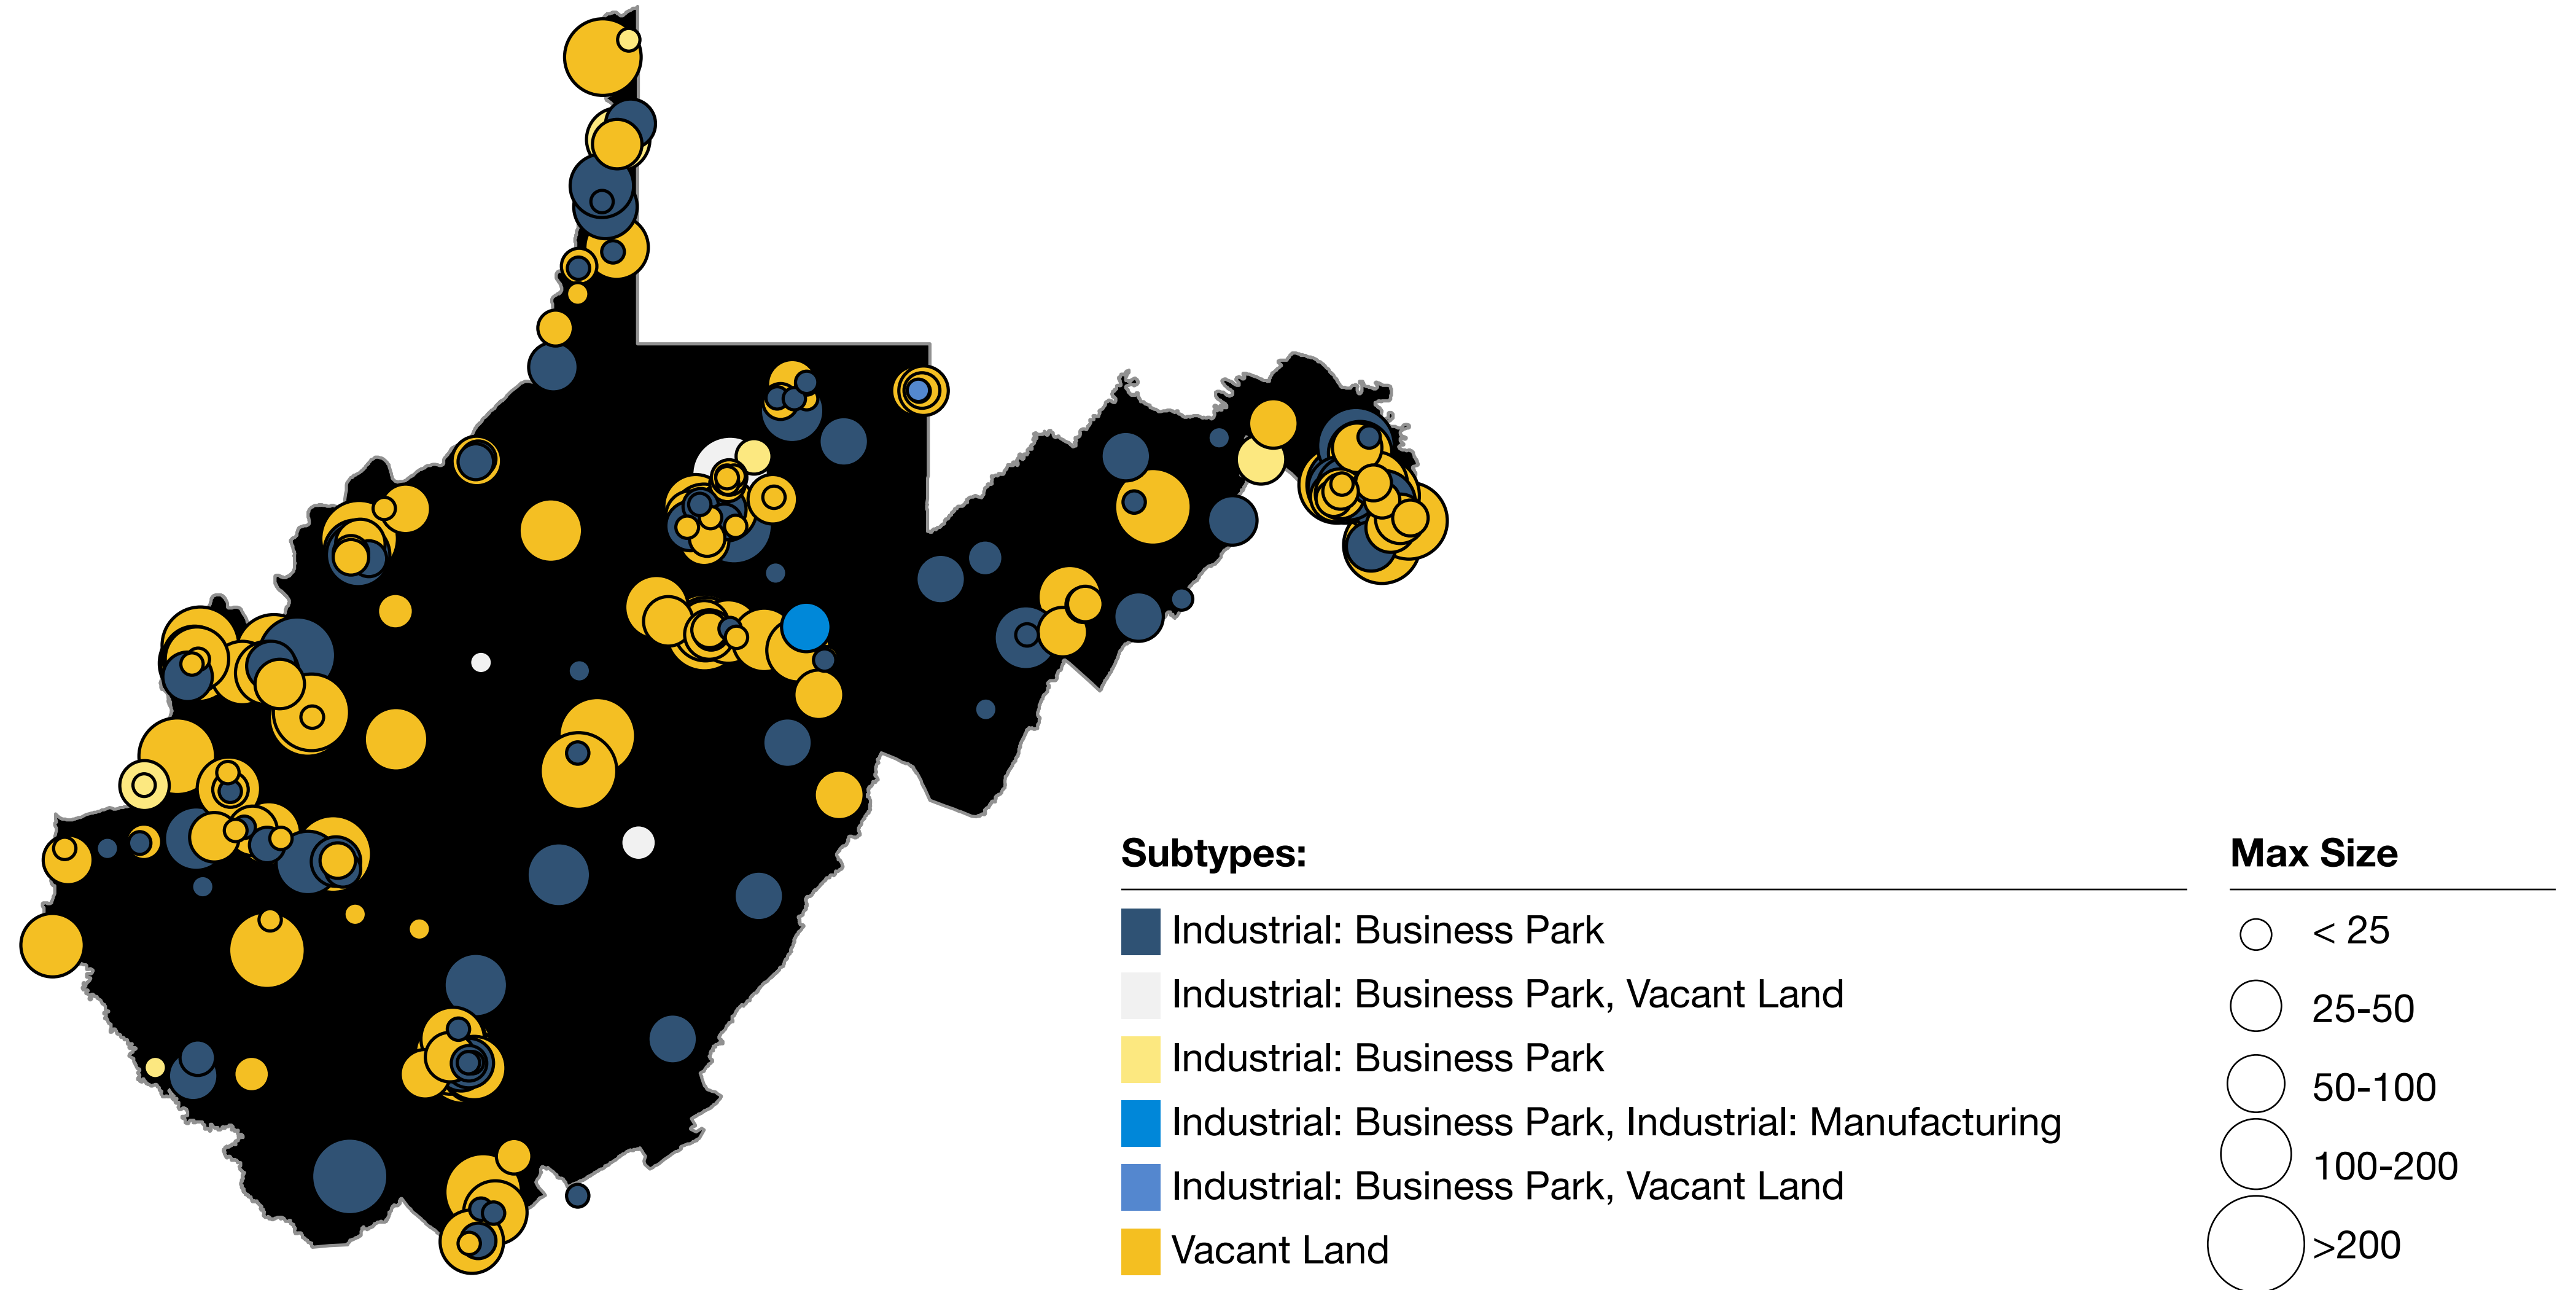 Subtypes:
Industrial: Business Park
Industrial: Business Park, Vacant Land
Industrial: Business Park
Industrial: Business Park, Industrial: Manufacturing
Industrial: Business Park, Vacant Land
Vacant Land
Max Size
< 25
25-50
50-100
100-200
>200